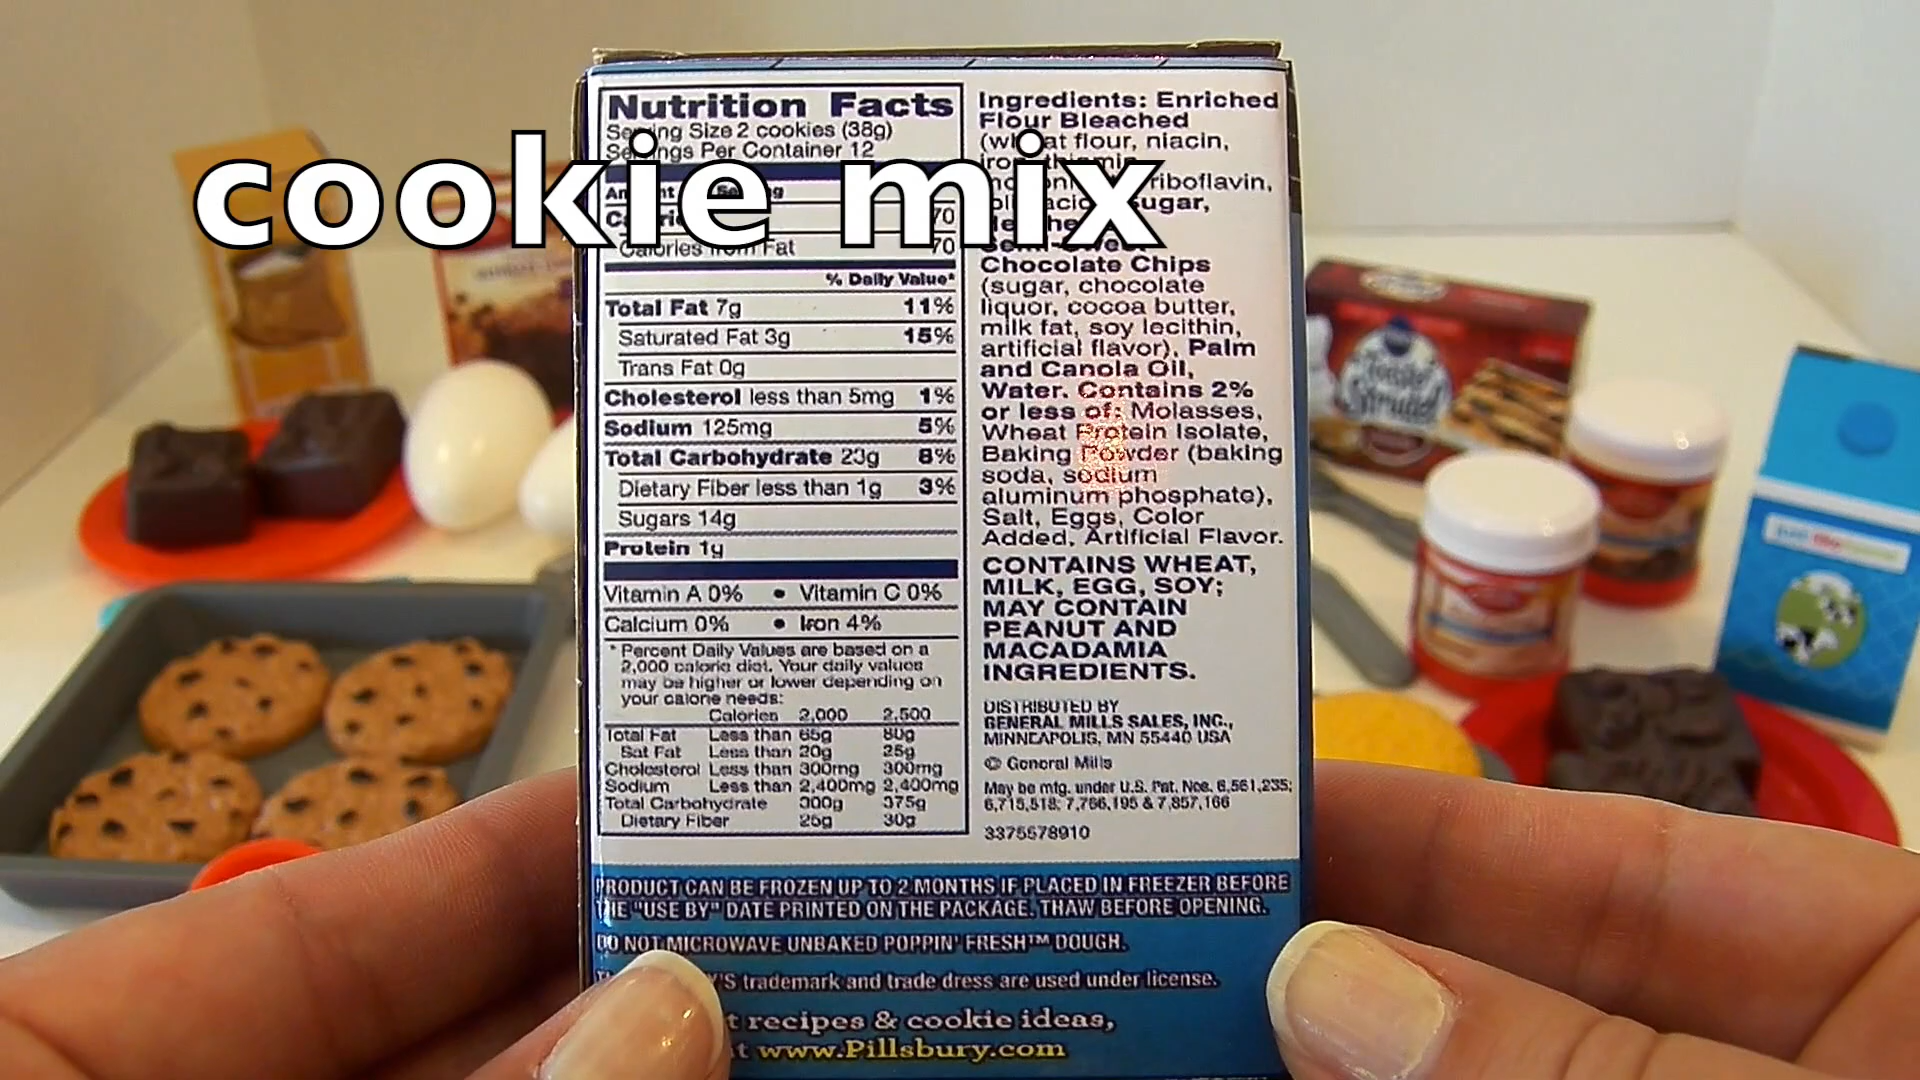 cookie mix
Nutrition Facts
Serving Size 2 cookies (38g)
Servings Per Container 12
Calories from Fat 70
% Daily Value*
Total Fat 7g 11%
Saturated Fat 3g 15%
Trans Fat 0g
Cholesterol less than 5mg 1%
Sodium 125mg 5%
Total Carbohydrate 23g 8%
Dietary Fiber less than 1g 3%
Sugars 14g
Protein 1g
Vitamin A 0% • Vitamin C 0%
Calcium 0% • Iron 4%
* Percent Daily Values are based on a
2,000 calorie diet. Your daily values
may be higher or lower depending on
your calorie needs:
Calories 2,000 2,500
Total Fat Less than 65g 80g
Sat Fat Less than 20g 25g
Cholesterol Less than 300mg 300mg
Sodium Less than 2,400mg 2,400mg
Total Carbohydrate 300g 375g
Dietary Fiber 25g 30g
Ingredients: Enriched
Flour Bleached
(wheat flour, niacin,
riboflavin,
Chocolate Chips
(sugar, chocolate
liquor, cocoa butter,
milk fat, soy lecithin,
artificial flavor), Palm
and Canola Oil,
Water. Contains 2%
or less of: Molasses,
Wheat Protein Isolate,
Baking Powder (baking
soda, sodium
aluminum phosphate),
Salt, Eggs, Color
Added, Artificial Flavor.
CONTAINS WHEAT,
MILK, EGG, SOY;
MAY CONTAIN
PEANUT AND
MACADAMIA
INGREDIENTS.
DISTRIBUTED BY
GENERAL MILLS SALES, INC.,
MINNEAPOLIS, MN 55440 USA
© General Mills
May be mfg. under U.S. Pat. Nos. 6,561,235;
6,715,518; 7,766,195 & 7,857,166
3375578910
PRODUCT CAN BE FROZEN UP TO 2 MONTHS IF PLACED IN FREEZER BEFORE
THE "USE BY" DATE PRINTED ON THE PACKAGE. THAW BEFORE OPENING.
DO NOT MICROWAVE UNBAKED POPPIN' FRESH™ DOUGH.
trademark and trade dress are used under license.
recipes & cookie ideas,
www.Pillsbury.com
Toaster
Strudel